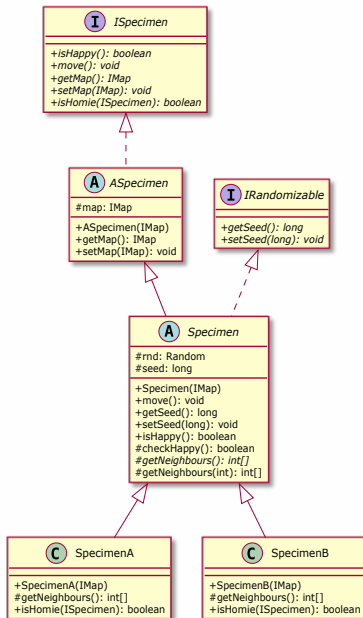 I ISpecimen
+isHappy(): boolean
+move(): void
+getMap(): IMap
+setMap(IMap): void
+isHomie(ISpecimen): boolean
A ASpecimen
#map: IMap
+ASpecimen(IMap)
+getMap(): IMap
+setMap(IMap): void
I IRandomizable
+getSeed(): long
+setSeed(long): void
A Specimen
#rnd: Random
#seed: long
+Specimen(IMap)
+move(): void
+getSeed(): long
+setSeed(long): void
+isHappy(): boolean
#checkHappy(): boolean
#getNeighbours(): int[]
#getNeighbours(int): int[]
C SpecimenA
+SpecimenA(IMap)
#getNeighbours(): int[]
+isHomie(ISpecimen): boolean
C SpecimenB
+SpecimenB(IMap)
#getNeighbours(): int[]
+isHomie(ISpecimen): boolean